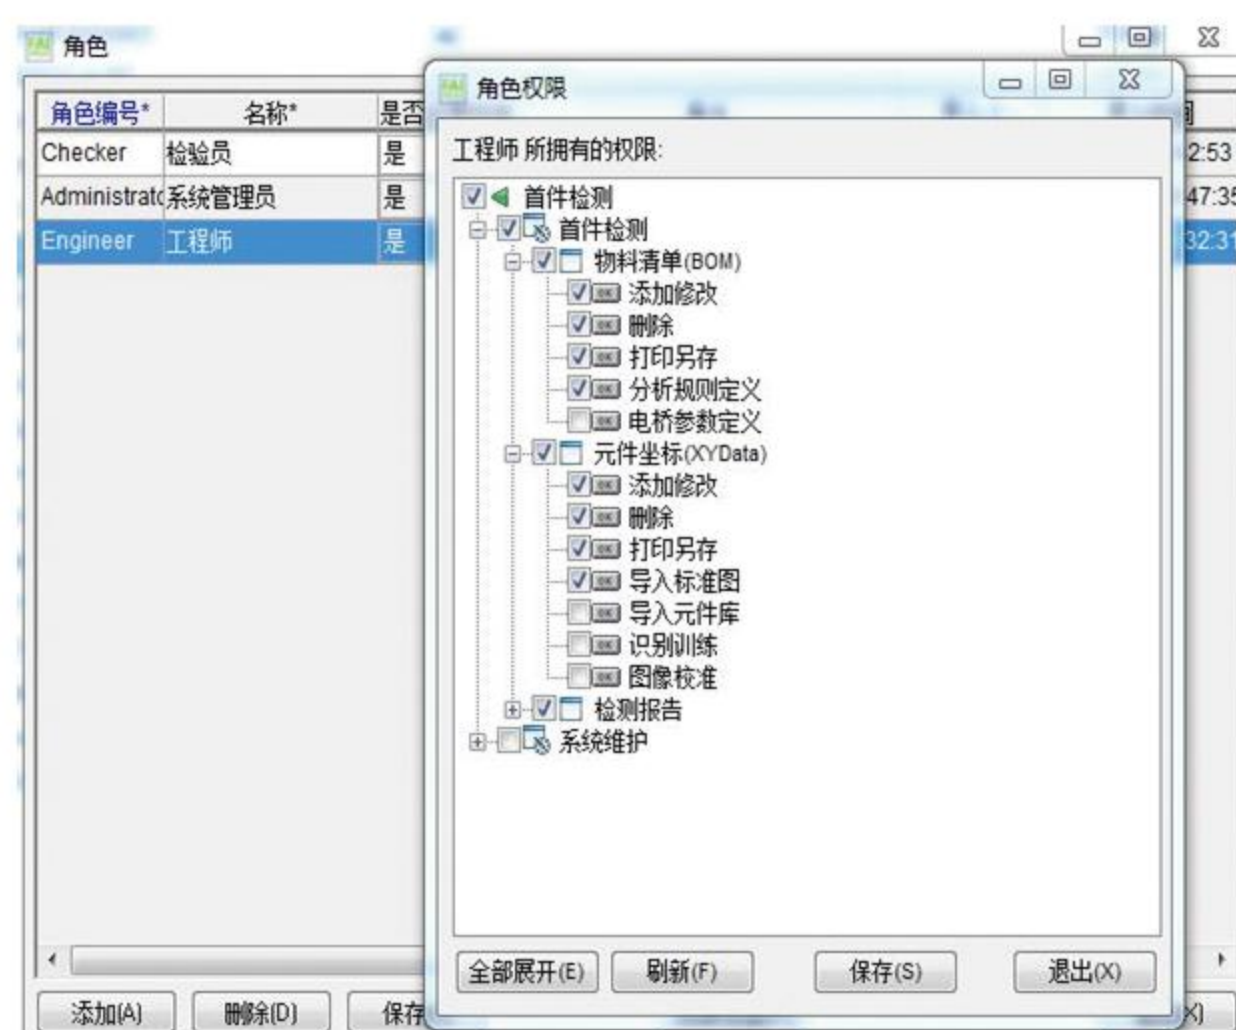 角色
角色权限
角色编号* 名称* 是否
Checker 检验员 是 2:53
Administrato 系统管理员 是 47:35
Engineer 工程师 是 32:31
工程师 所拥有的权限:
首件检测
首件检测
物料清单(BOM)
添加修改
删除
打印另存
分析规则定义
电桥参数定义
元件坐标(XYData)
添加修改
删除
打印另存
导入标准图
导入元件库
识别训练
图像校准
检测报告
系统维护
全部展开(E) 刷新(F) 保存(S) 退出(X)
添加(A) 删除(D) 保存 X)